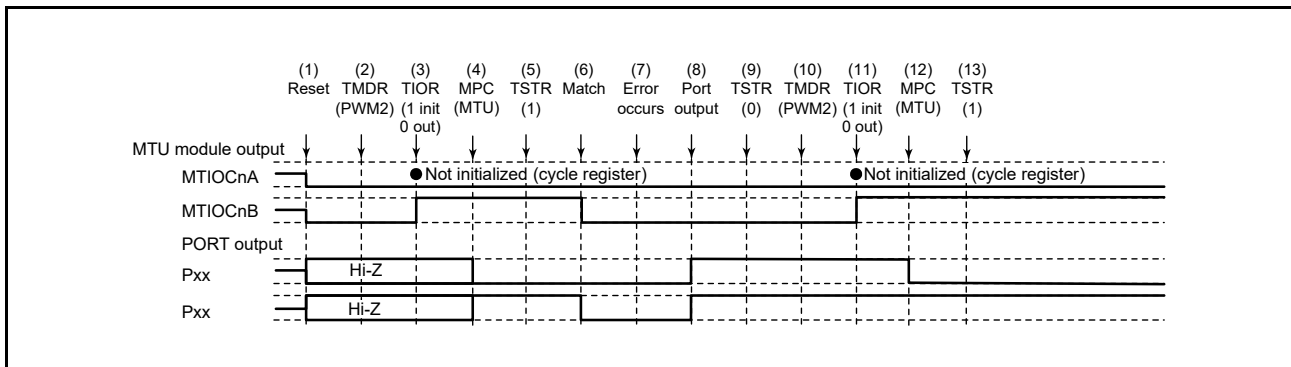 (1) (2) (3) (4) (5) (6) (7) (8) (9) (10) (11) (12) (13)
Reset TMDR TIOR MPC TSTR Match Error Port TSTR TMDR TIOR MPC TSTR
(PWM2) (1 init (MTU) (1) occurs output (0) (PWM2) (1 init (MTU) (1)
0 out) 0 out)
MTU module output
MTIOCnA ● Not initialized (cycle register) ● Not initialized (cycle register)
MTIOCnB
PORT output
Pxx Hi-Z
Pxx Hi-Z